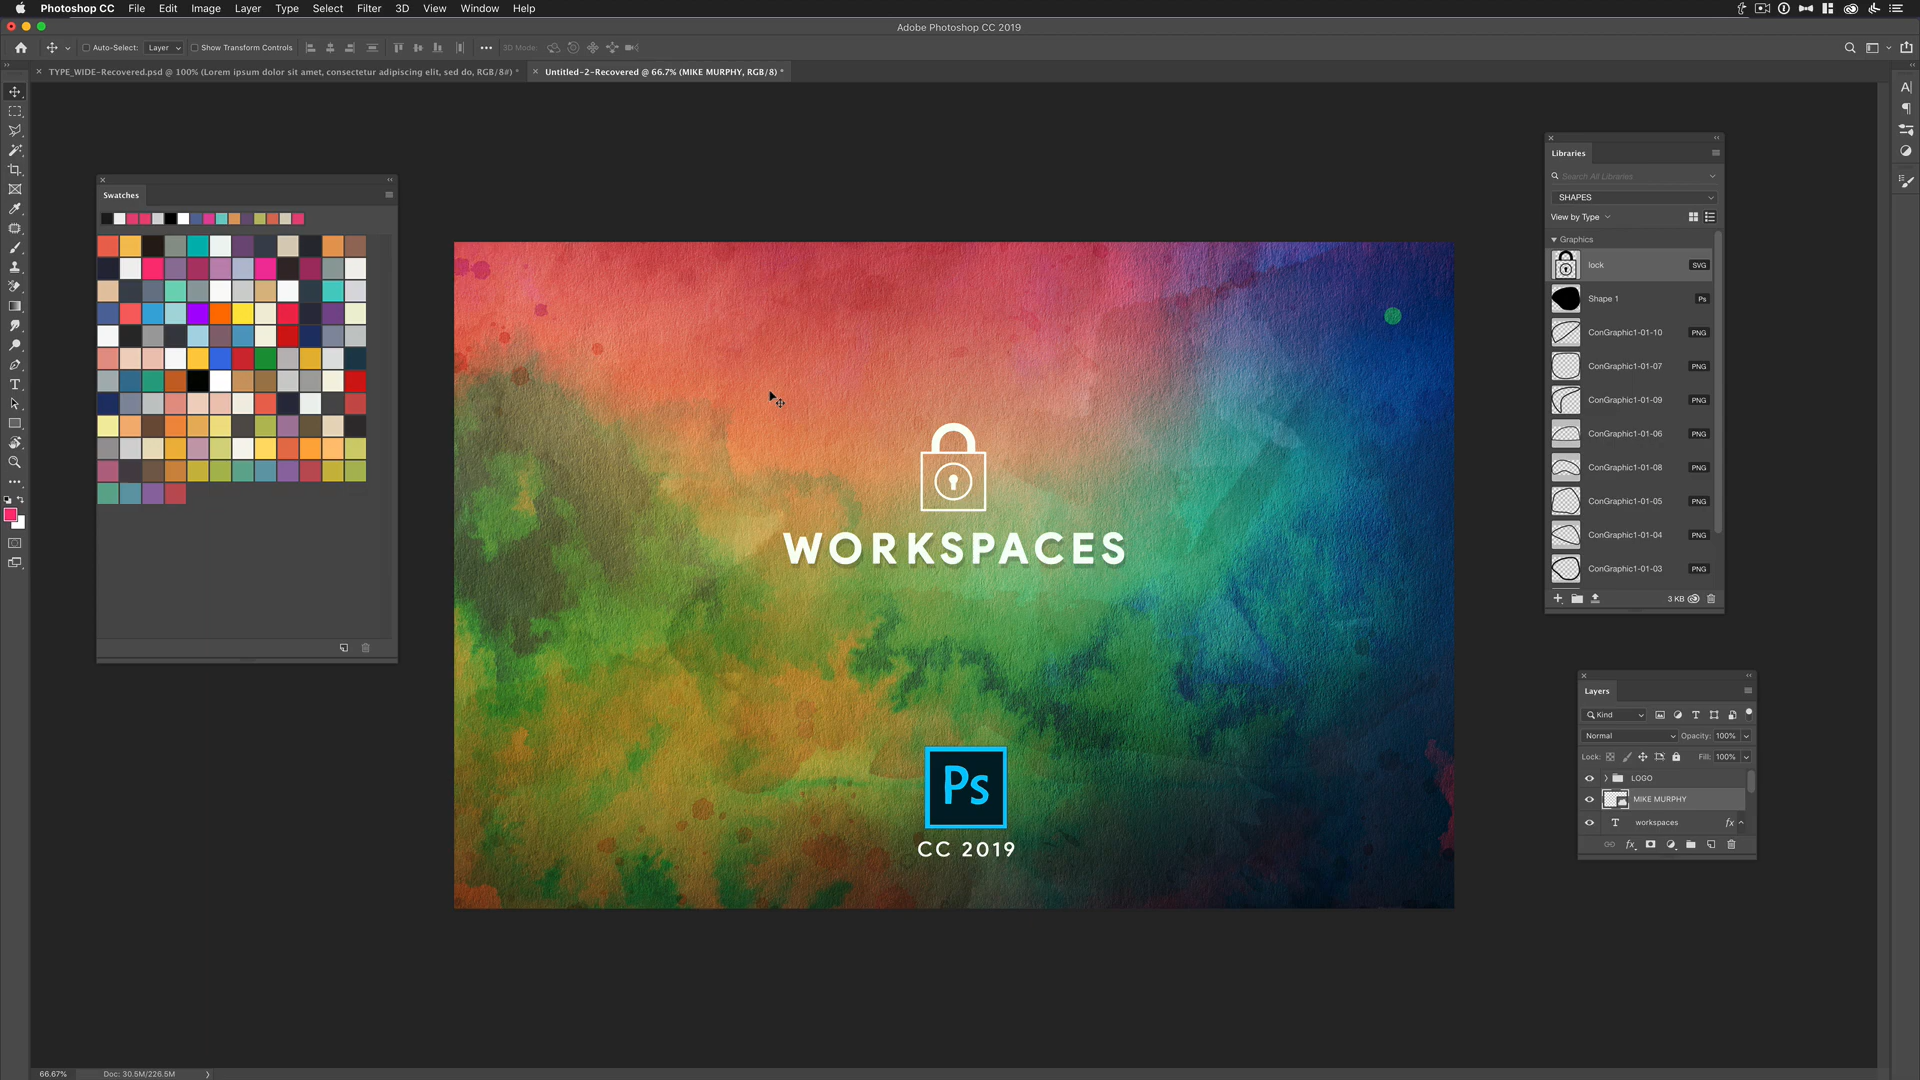 Photoshop CC File Edit Image Layer Type Select Filter 3D View Window Help
Adobe Photoshop CC 2019
Auto-Select: Layer Show Transform Controls 3D Mode:
TYPE_WIDE-Recovered.psd @ 100% (Lorem ipsum dolor sit amet, consectetur adipiscing elit, sed do, RGB/8#) * Untitled-2-Recovered @ 66.7% (MIKE MURPHY, RGB/8) *
Swatches
WORKSPACES
Ps
CC 2019
Libraries
Search All Libraries
SHAPES
View by Type
Graphics
lock SVG
Shape 1 Ps
ConGraphic1-01-10 PNG
ConGraphic1-01-07 PNG
ConGraphic1-01-09 PNG
ConGraphic1-01-06 PNG
ConGraphic1-01-08 PNG
ConGraphic1-01-05 PNG
ConGraphic1-01-04 PNG
ConGraphic1-01-03 PNG
3 KB
Layers
Kind
Normal Opacity: 100%
Lock: Fill: 100%
LOGO
MIKE MURPHY
workspaces fx
fx
66.67% Doc: 30.5M/226.5M